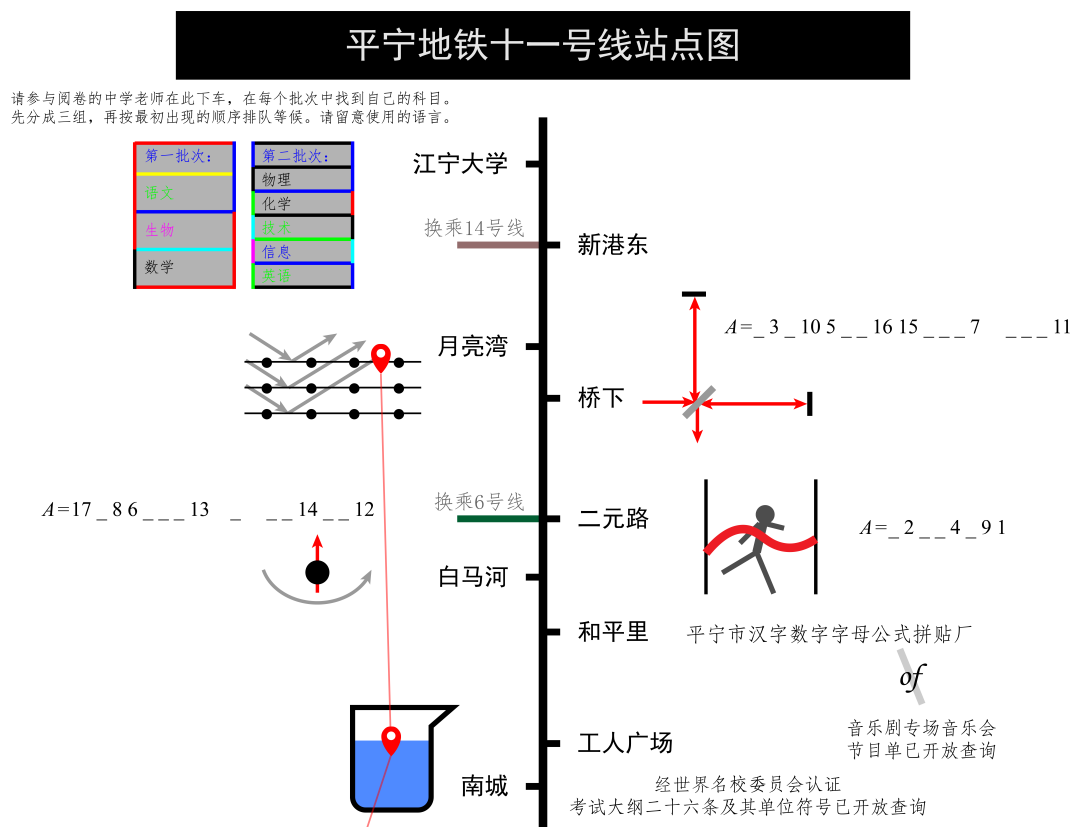 平宁地铁十一号线站点图
请参与阅卷的中学老师在此下车，在每个批次中找到自己的科目。
先分成三组，再按最初出现的顺序排队等候。请留意使用的语言。
江宁大学
第一批次：
语文
生物
数学
第二批次：
物理
化学
技术
信息
英语
换乘14号线
新港东
A=_ 3 _ 10 5 _ _ 16 15 _ _ _ 7 _ _ _ 11
月亮湾
桥下
A=17 _ 8 6 _ _ _ 13 _ _ _ 14 _ _ 12
换乘6号线
二元路
A=_ 2 _ _ 4 _ 9 1
白马河
和平里
平宁市汉字数字字母公式拼贴厂
of
音乐剧专场音乐会
节目单已开放查询
工人广场
南城
经世界名校委员会认证
考试大纲二十六条及其单位符号已开放查询